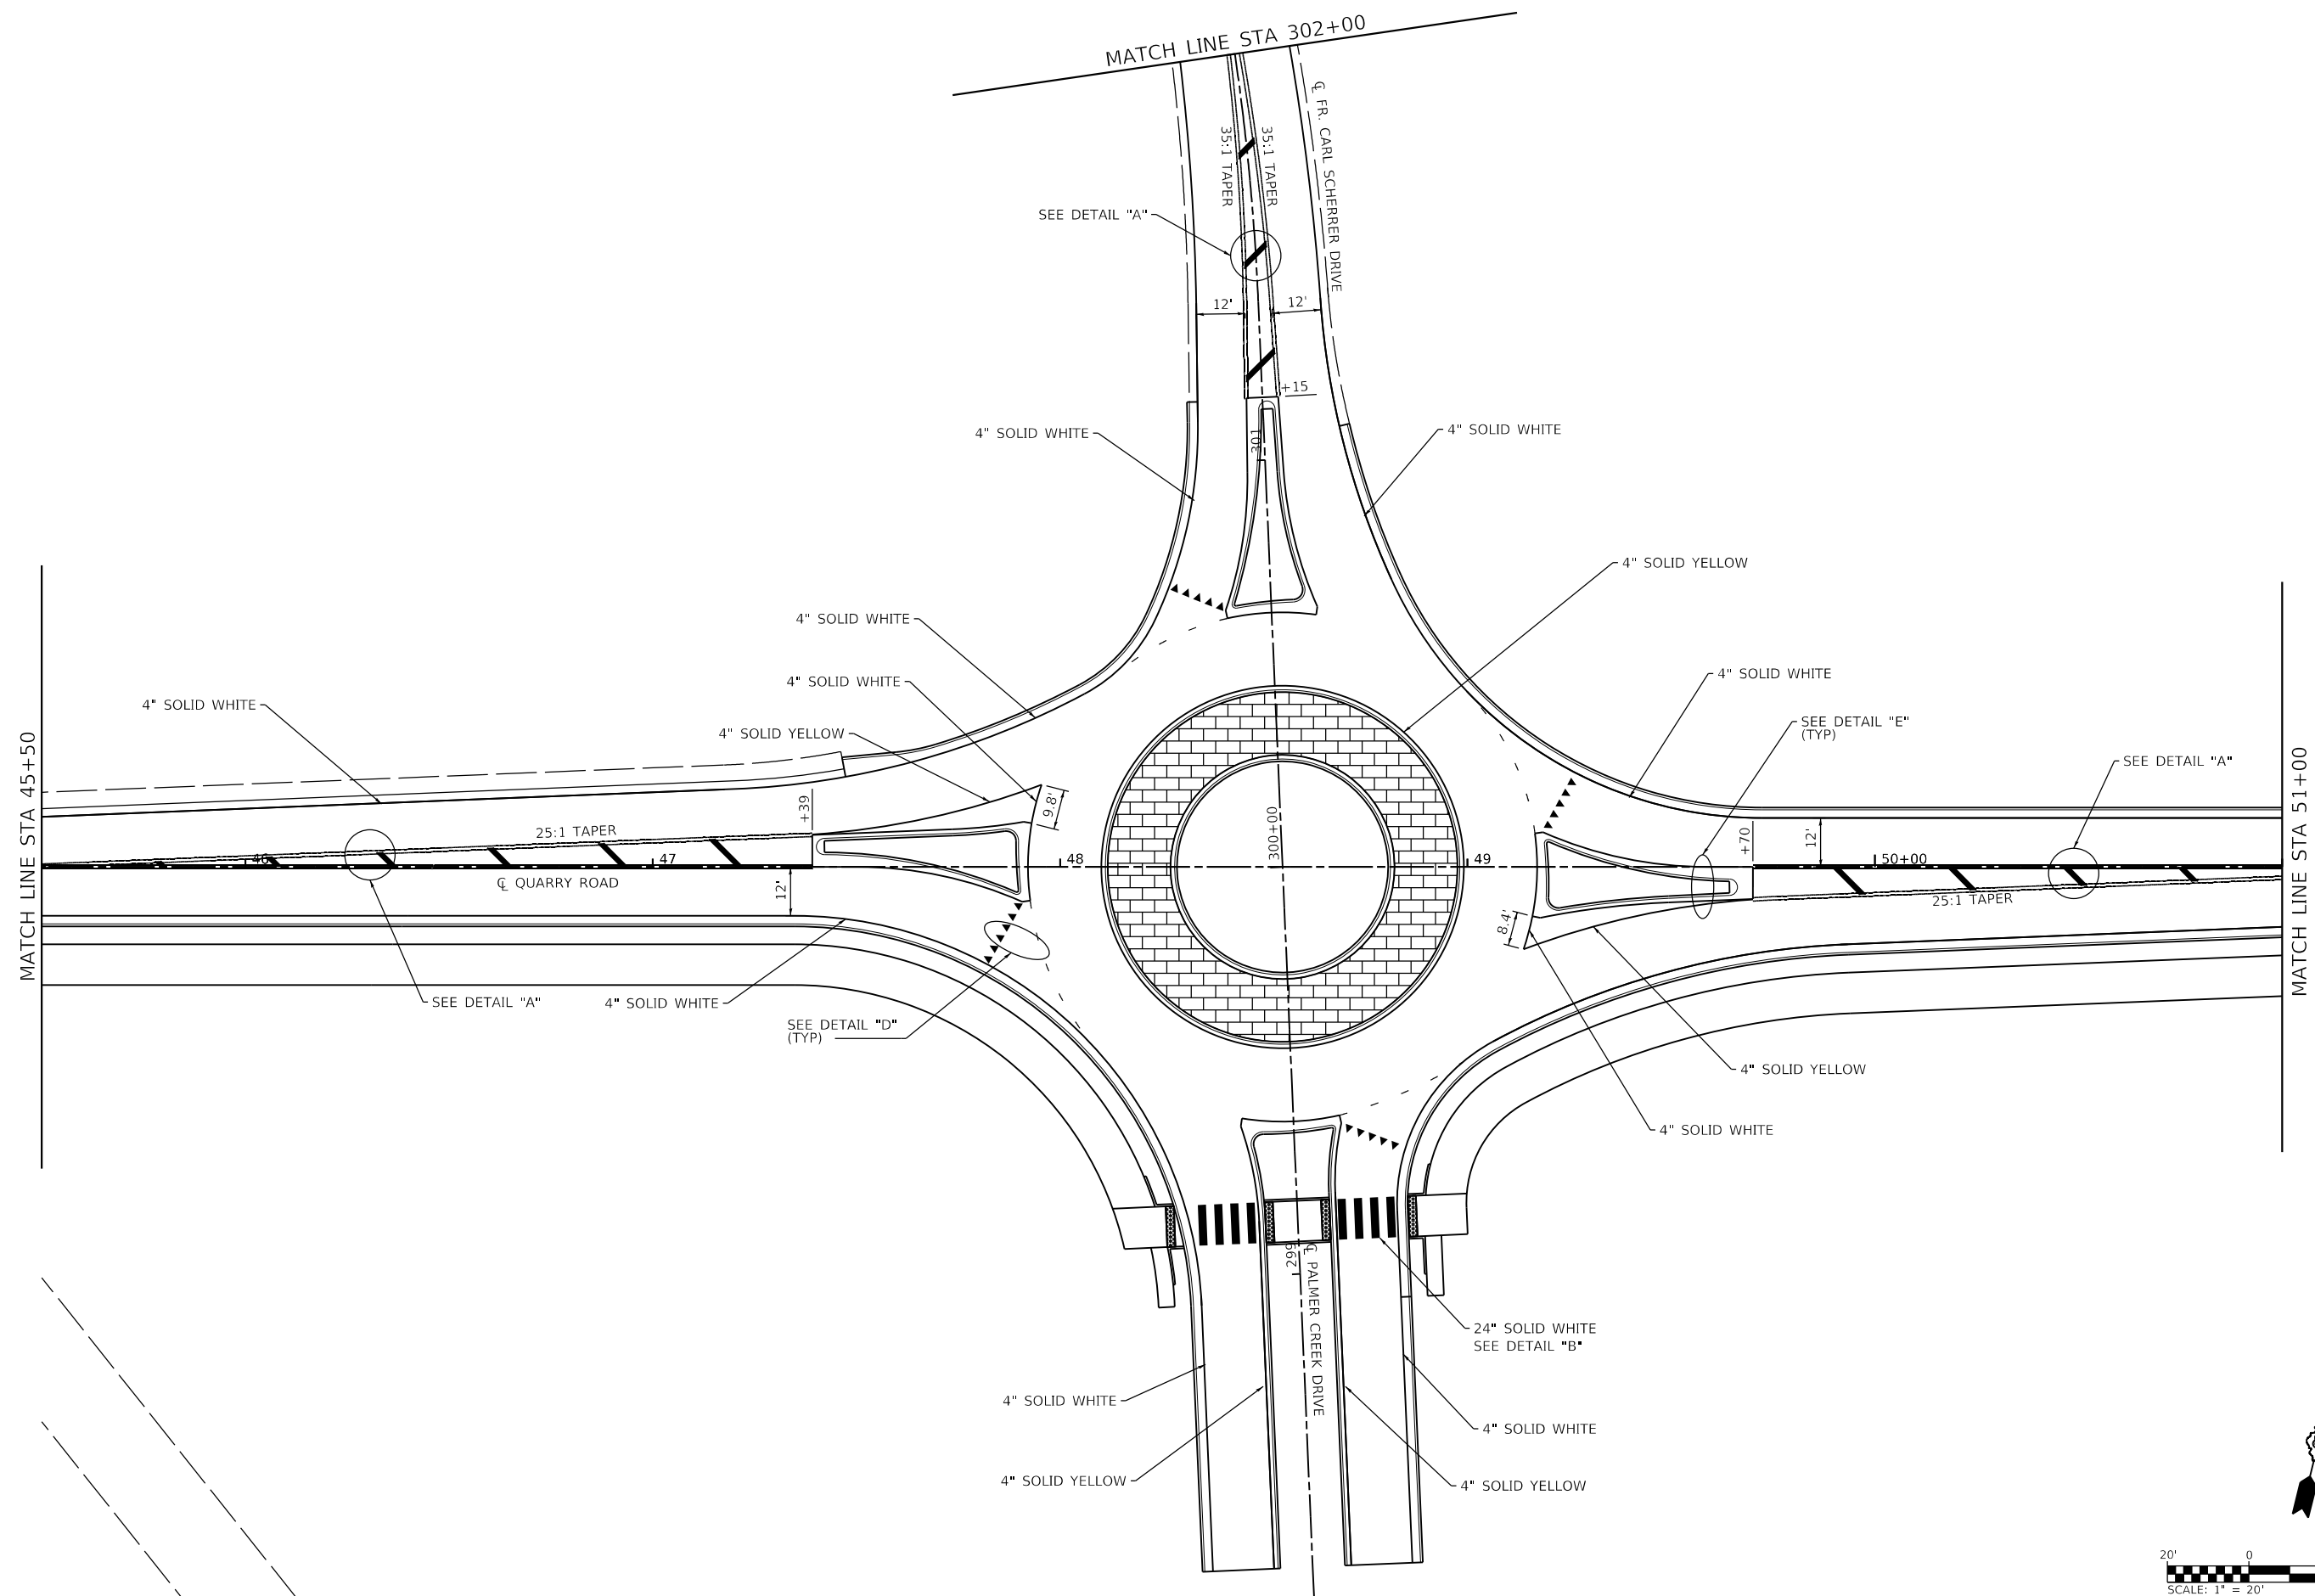 MATCH LINE STA 302+00
℄ FR. CARL SCHERRER DRIVE
35:1 TAPER
35:1 TAPER
SEE DETAIL "A"
12'
12'
+15
4" SOLID WHITE
301
4" SOLID WHITE
4" SOLID YELLOW
4" SOLID WHITE
4" SOLID WHITE
4" SOLID WHITE
4" SOLID WHITE
4" SOLID YELLOW
SEE DETAIL "E"
(TYP)
SEE DETAIL "A"
MATCH LINE STA 45+50
+39
9.8'
25:1 TAPER
46
47
48
300+00
49
+70
12'
50+00
MATCH LINE STA 51+00
℄ QUARRY ROAD
12'
25:1 TAPER
8.4'
SEE DETAIL "A"
4" SOLID WHITE
SEE DETAIL "D"
(TYP)
4" SOLID YELLOW
4" SOLID WHITE
299
℄ PALMER CREEK DRIVE
24" SOLID WHITE
SEE DETAIL "B"
4" SOLID WHITE
4" SOLID WHITE
4" SOLID YELLOW
4" SOLID YELLOW
20'
0
SCALE: 1" = 20'